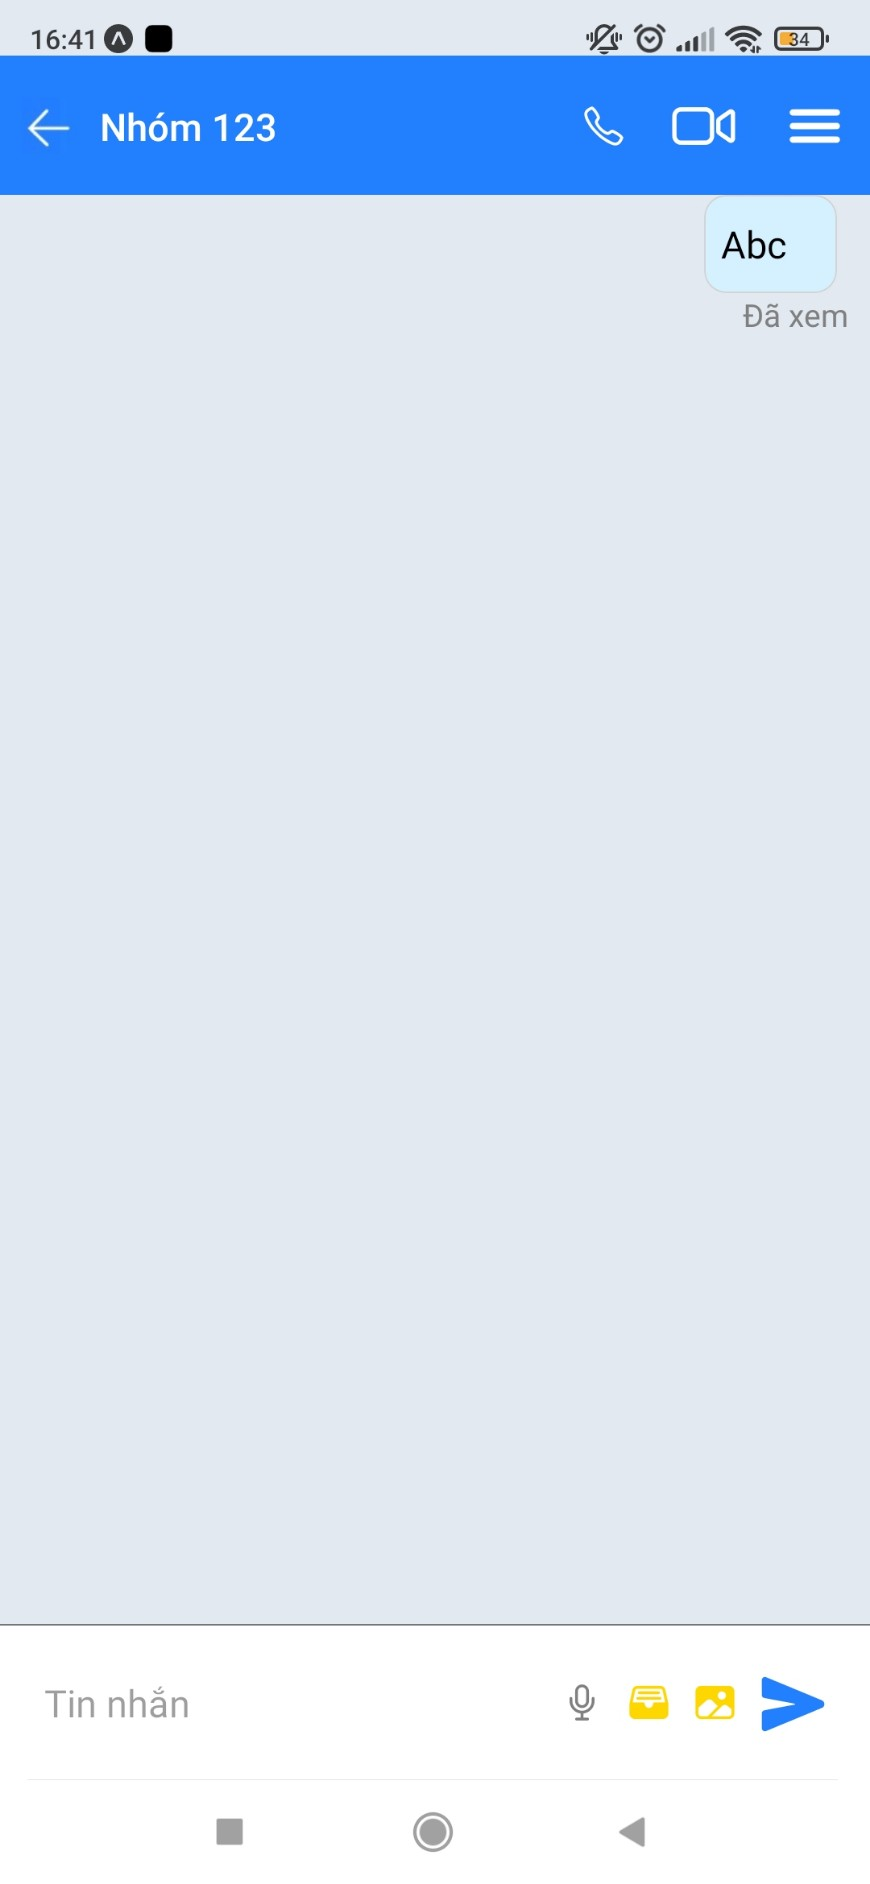 16:41
34
Nhóm 123
Abc
Đã xem
Tin nhắn